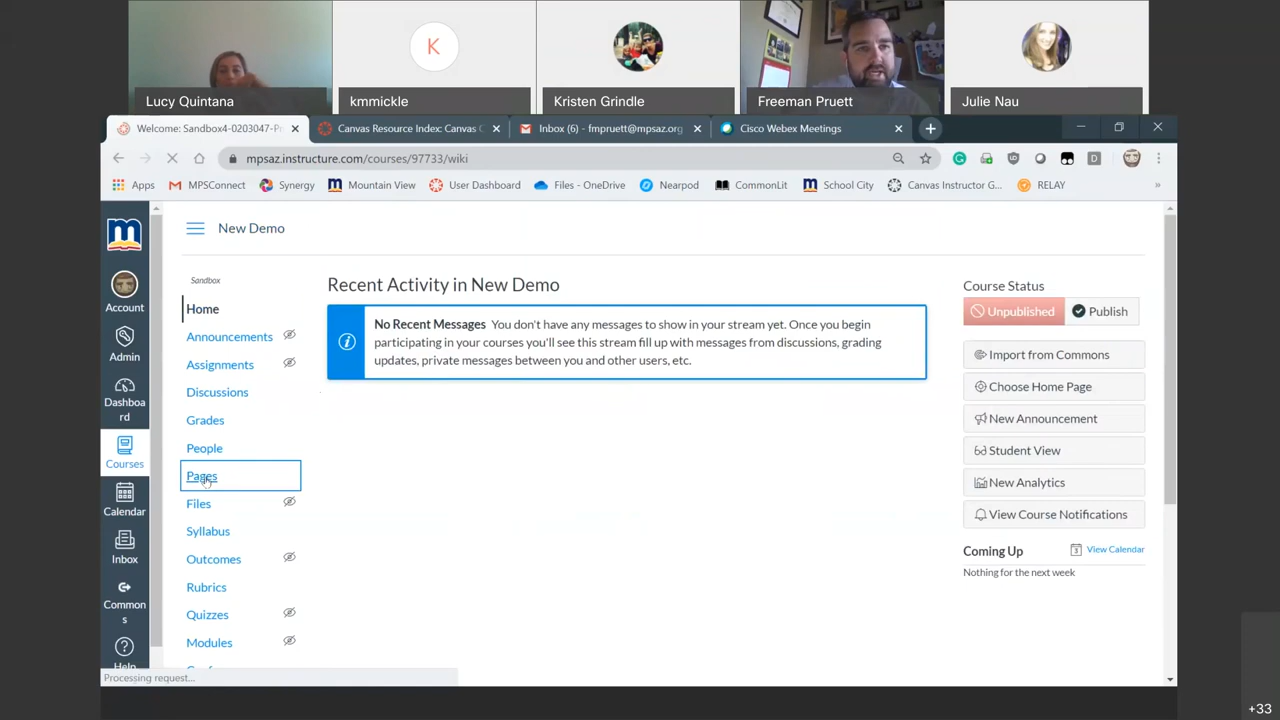 K
Lucy Quintana
kmmickle
Kristen Grindle
Freeman Pruett
Julie Nau
Welcome: Sandbox4-0203047-Pr
Canvas Resource Index: Canvas C
Inbox (6) - fmpruett@mpsaz.org
Cisco Webex Meetings
mpsaz.instructure.com/courses/97733/wiki
Apps
MPSConnect
Synergy
Mountain View
User Dashboard
Files - OneDrive
Nearpod
CommonLit
School City
Canvas Instructor G...
RELAY
»
Account
Admin
Dashboa
rd
Courses
Calendar
Inbox
Common
s
Help
New Demo
Sandbox
Home
Announcements
Assignments
Discussions
Grades
People
Pages
Files
Syllabus
Outcomes
Rubrics
Quizzes
Modules
Recent Activity in New Demo
No Recent Messages You don't have any messages to show in your stream yet. Once you begin
participating in your courses you'll see this stream fill up with messages from discussions, grading
updates, private messages between you and other users, etc.
Course Status
Unpublished
Publish
Import from Commons
Choose Home Page
New Announcement
Student View
New Analytics
View Course Notifications
Coming Up
View Calendar
Nothing for the next week
Processing request...
+33